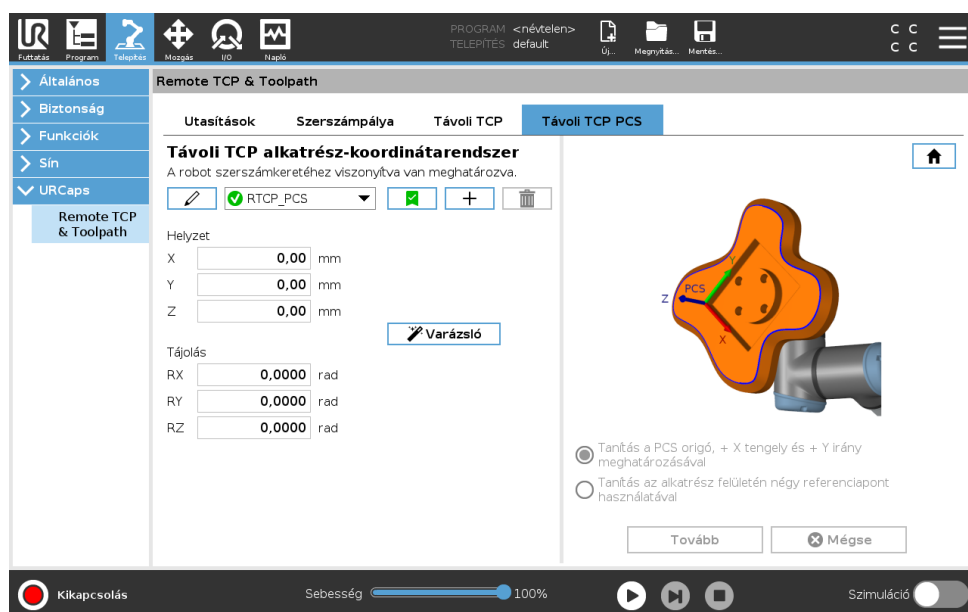 PROGRAM <névtelen>
TELEPÍTÉS default
C C
C C
Futtatás Program Telepítés Mozgás I/O Napló Új... Megnyitás... Mentés...
Általános
Biztonság
Funkciók
Sín
URCaps
Remote TCP
& Toolpath
Remote TCP & Toolpath
Utasítások Szerszámpálya Távoli TCP Távoli TCP PCS
Távoli TCP alkatrész-koordinátarendszer
A robot szerszámkeretéhez viszonyítva van meghatározva.
RTCP_PCS
Helyzet
X 0,00 mm
Y 0,00 mm
Z 0,00 mm
Varázsló
Tájolás
RX 0,0000 rad
RY 0,0000 rad
RZ 0,0000 rad
Y
PCS
Z
X
Tanítás a PCS origó, + X tengely és + Y irány
meghatározásával
Tanítás az alkatrész felületén négy referenciapont
használatával
Tovább Mégse
Kikapcsolás Sebesség 100% Szimuláció